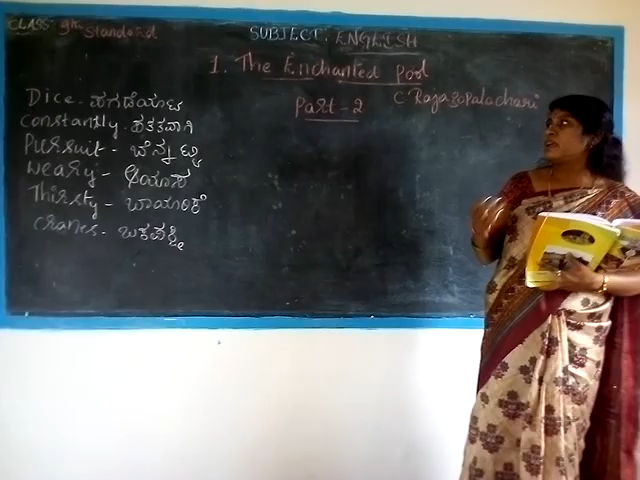 CLASS: 9th Standard
SUBJECT: ENGLISH
1. The Enchanted Pool
C Rajagopalachari
Part-2
Dice - ಪಗಡೆಯಾಟ
Constantly - ಸತತವಾಗಿ
Pursuit - ಬೆನ್ನಟ್ಟಿ
Weary - ಆಯಾಸ
Thirsty - ಬಾಯಾರಿಕೆ
Cranes - ಬಕಪಕ್ಷಿ